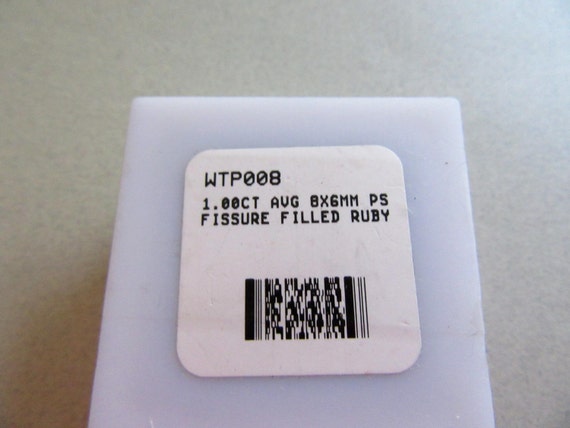 WTP008
1.00CT AVG 8X6MM PS
FISSURE FILLED RUBY